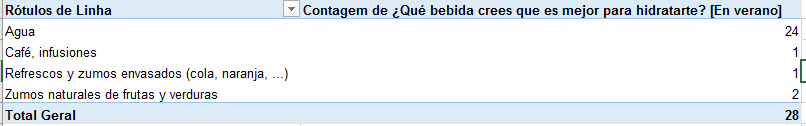 Rótulos de Linha Contagem de ¿Qué bebida crees que es mejor para hidratarte? [En verano]
Agua 24
Café, infusiones 1
Refrescos y zumos envasados (cola, naranja, ...) 1
Zumos naturales de frutas y verduras 2
Total Geral 28